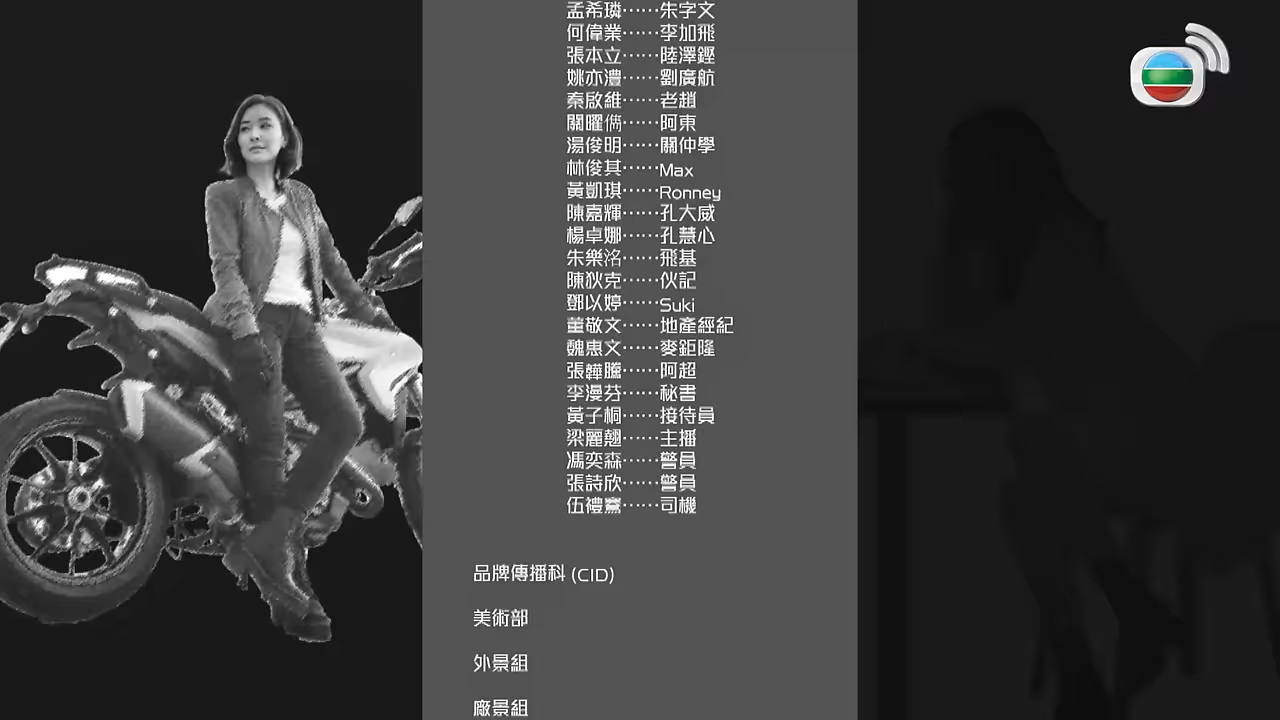 孟希璘……朱字文
何偉業……李加飛
張本立……陸澤鏗
姚亦澧……劉廣航
秦啟維……老趙
關曜儁……阿東
湯俊明……關仲學
林俊其……Max
黃凱琪……Ronney
陳嘉輝……孔大威
楊卓娜……孔慧心
朱樂洺……飛基
陳狄克……伙記
鄧以婷……Suki
董敬文……地產經紀
魏惠文……麥鉅隆
張韡騰……阿超
李漫芬……秘書
黃子桐……接待員
梁麗翹……主播
馮奕森……警員
張詩欣……警員
伍禮騫……司機
品牌傳播科 (CID)
美術部
外景組
廠景組